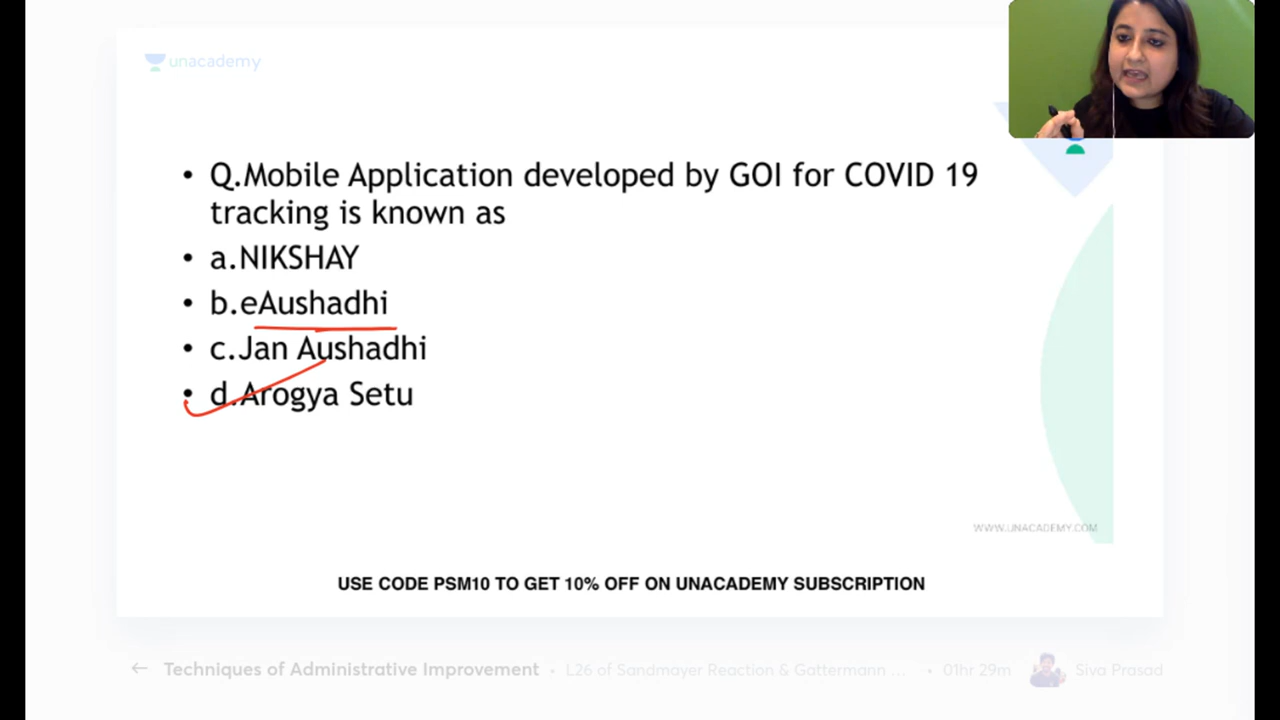 unacademy
• Q.Mobile Application developed by GOI for COVID 19
tracking is known as
• a.NIKSHAY
• b.eAushadhi
• c.Jan Aushadhi
• d.Arogya Setu
WWW.UNACADEMY.COM
USE CODE PSM10 TO GET 10% OFF ON UNACADEMY SUBSCRIPTION
← Techniques of Administrative Improvement • L26 of Sandmayer Reaction & Gattermann ... • 01hr 29m Siva Prasad